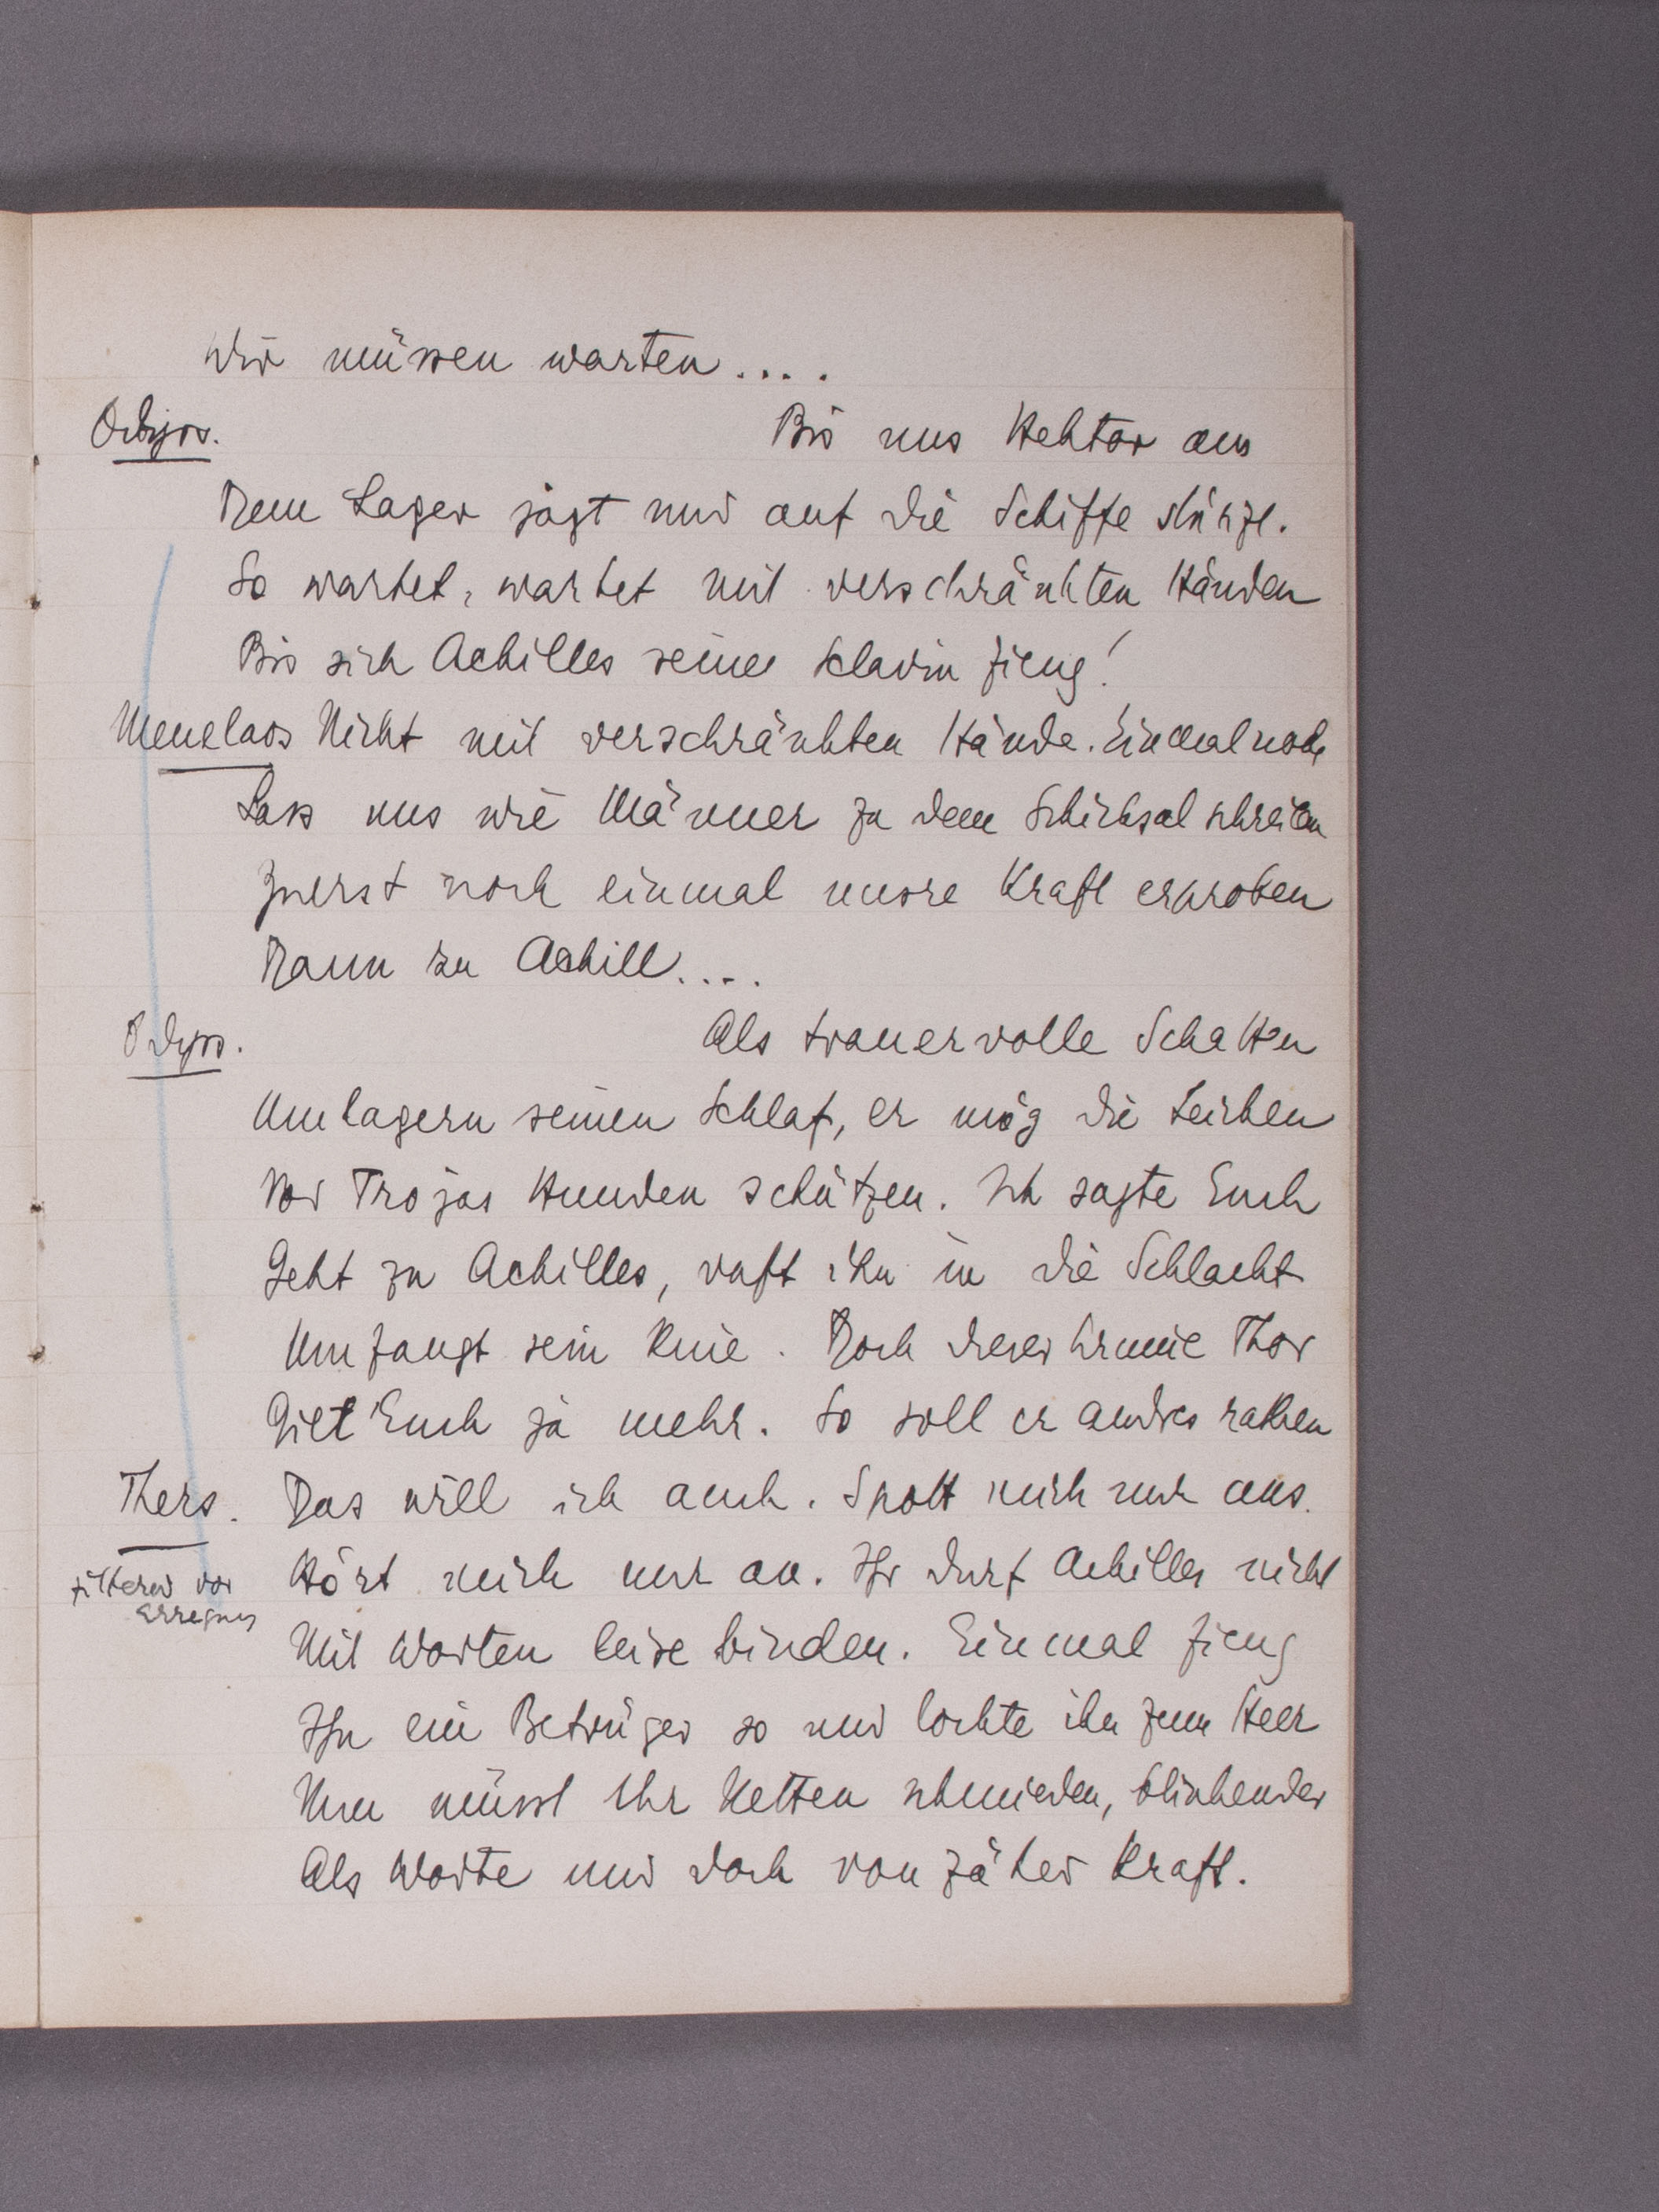 Wir müssen warten....
Odyss. Bis uns Hektor aus
Dem Lager jagt und auf die Schiffe stürzt.
So wartet, wartet mit verschränkten Händen
Bis sich Achilles seine Sclavin fieng!
Menelaos Nicht mit verschränkten Hände. Einmal noch
Lass uns wie Männer zu dem Schicksal schreien
Zuerst noch einmal unsre Kraft erproben
Dann zu Achill....
Odyss. Als trauervolle Schatten
Umlagern seinen Schlaf, er mög die Leichen
Vor Trojas Hunden schützen. Ich sagte Euch
Geht zu Achilles, ruft ihn in die Schlacht
Umfangt sein Knie. Doch dieser Thor
Gilt Euch ja mehr. So soll er andres rathen
Thers. Das will ich auch. Spott mich nur aus.
zitternd vor Erregung
Hört mich nur an. Ihr dürft Achilles nicht
Mit Worten leise binden. Einmal fieng
Ihn ein Betrüger so und lockte ihn zum Heer
Nun müsst Ihr Ketten schmieden, blinkender
Als Worte und doch von zäher Kraft.